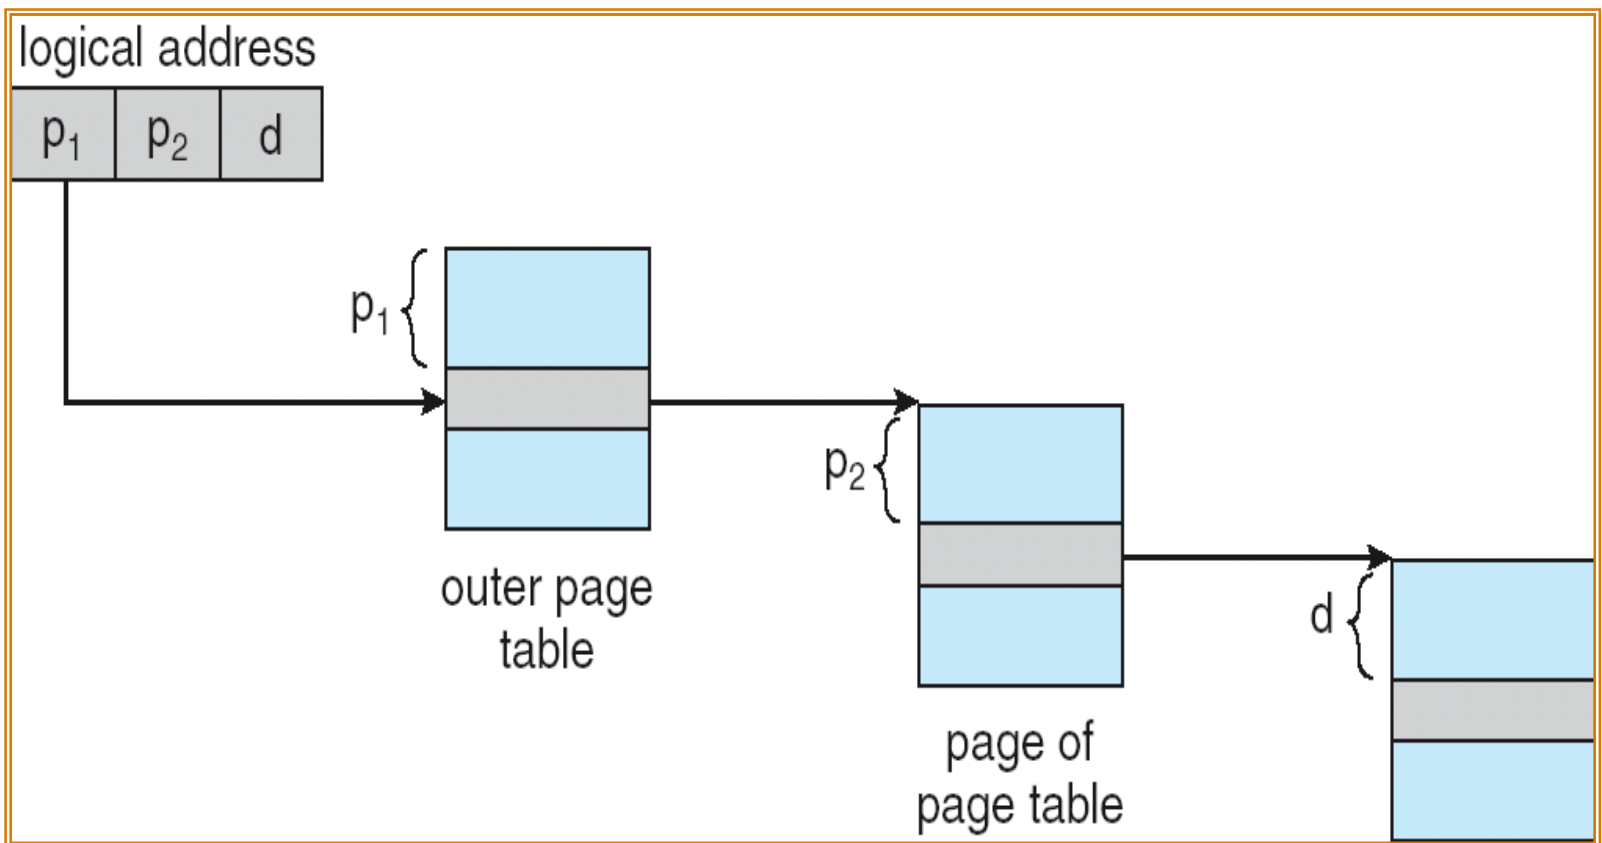 logical address
p₁ p₂ d
p₁
p₂
outer page
table
d
page of
page table